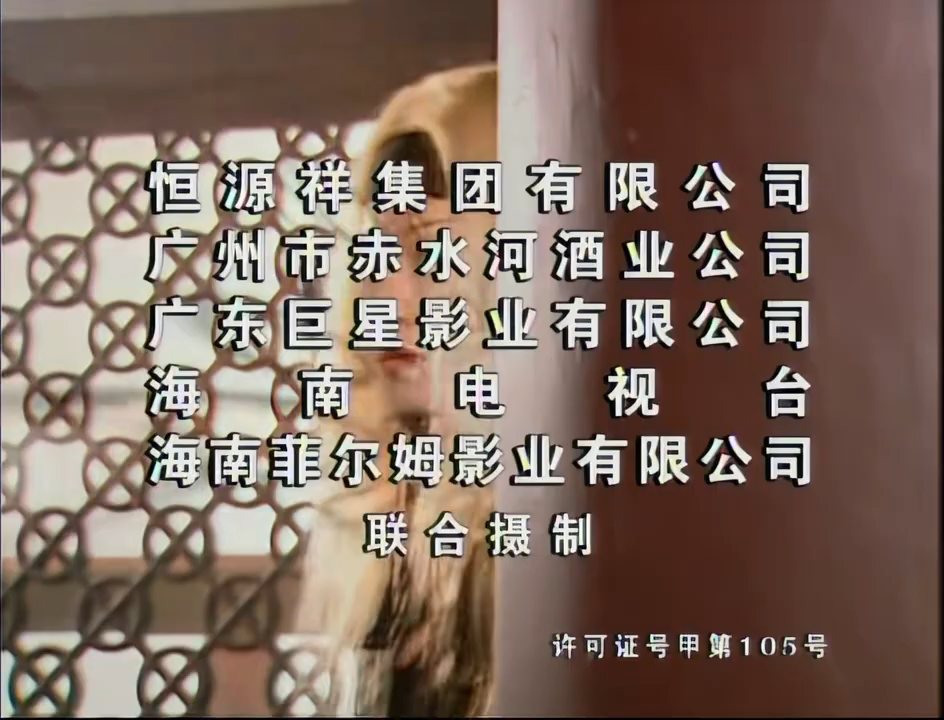 恒源祥集团有限公司
广州市赤水河酒业公司
广东巨星影业有限公司
海南电视台
海南菲尔姆影业有限公司
联合摄制
许可证号甲第105号